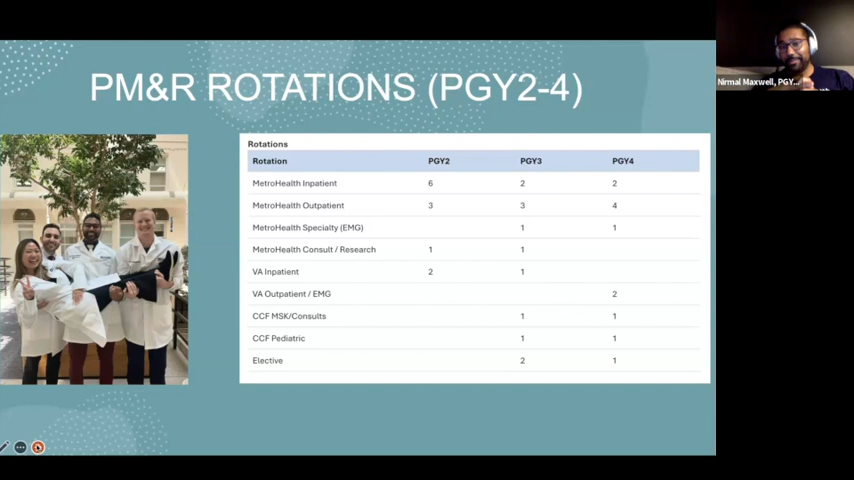 PM&R ROTATIONS (PGY2-4)
Nirmal Maxwell, PGY...
Rotations
Rotation PGY2 PGY3 PGY4
MetroHealth Inpatient 6 2 2
MetroHealth Outpatient 3 3 4
MetroHealth Specialty (EMG) 1 1
MetroHealth Consult / Research 1 1
VA Inpatient 2 1
VA Outpatient / EMG 2
CCF MSK/Consults 1 1
CCF Pediatric 1 1
Elective 2 1